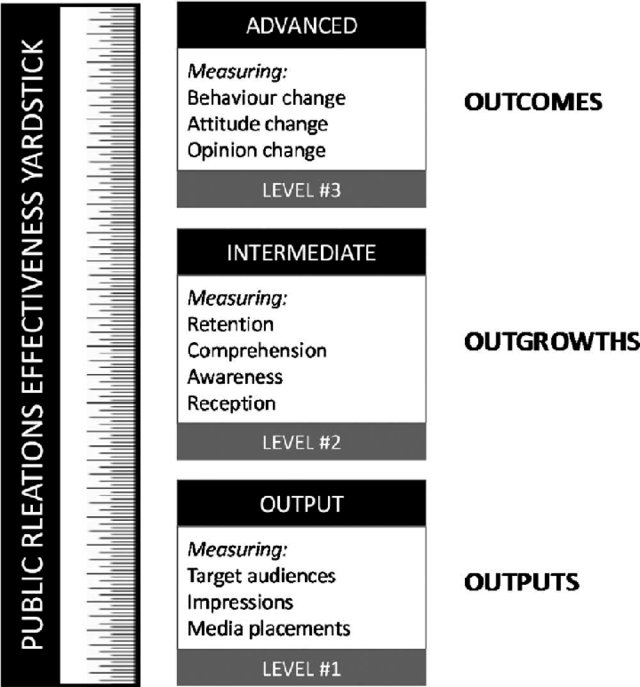 PUBLIC RLEATIONS EFFECTIVENESS YARDSTICK
ADVANCED
Measuring:
Behaviour change
Attitude change
Opinion change
LEVEL #3
OUTCOMES
INTERMEDIATE
Measuring:
Retention
Comprehension
Awareness
Reception
LEVEL #2
OUTGROWTHS
OUTPUT
Measuring:
Target audiences
Impressions
Media placements
LEVEL #1
OUTPUTS